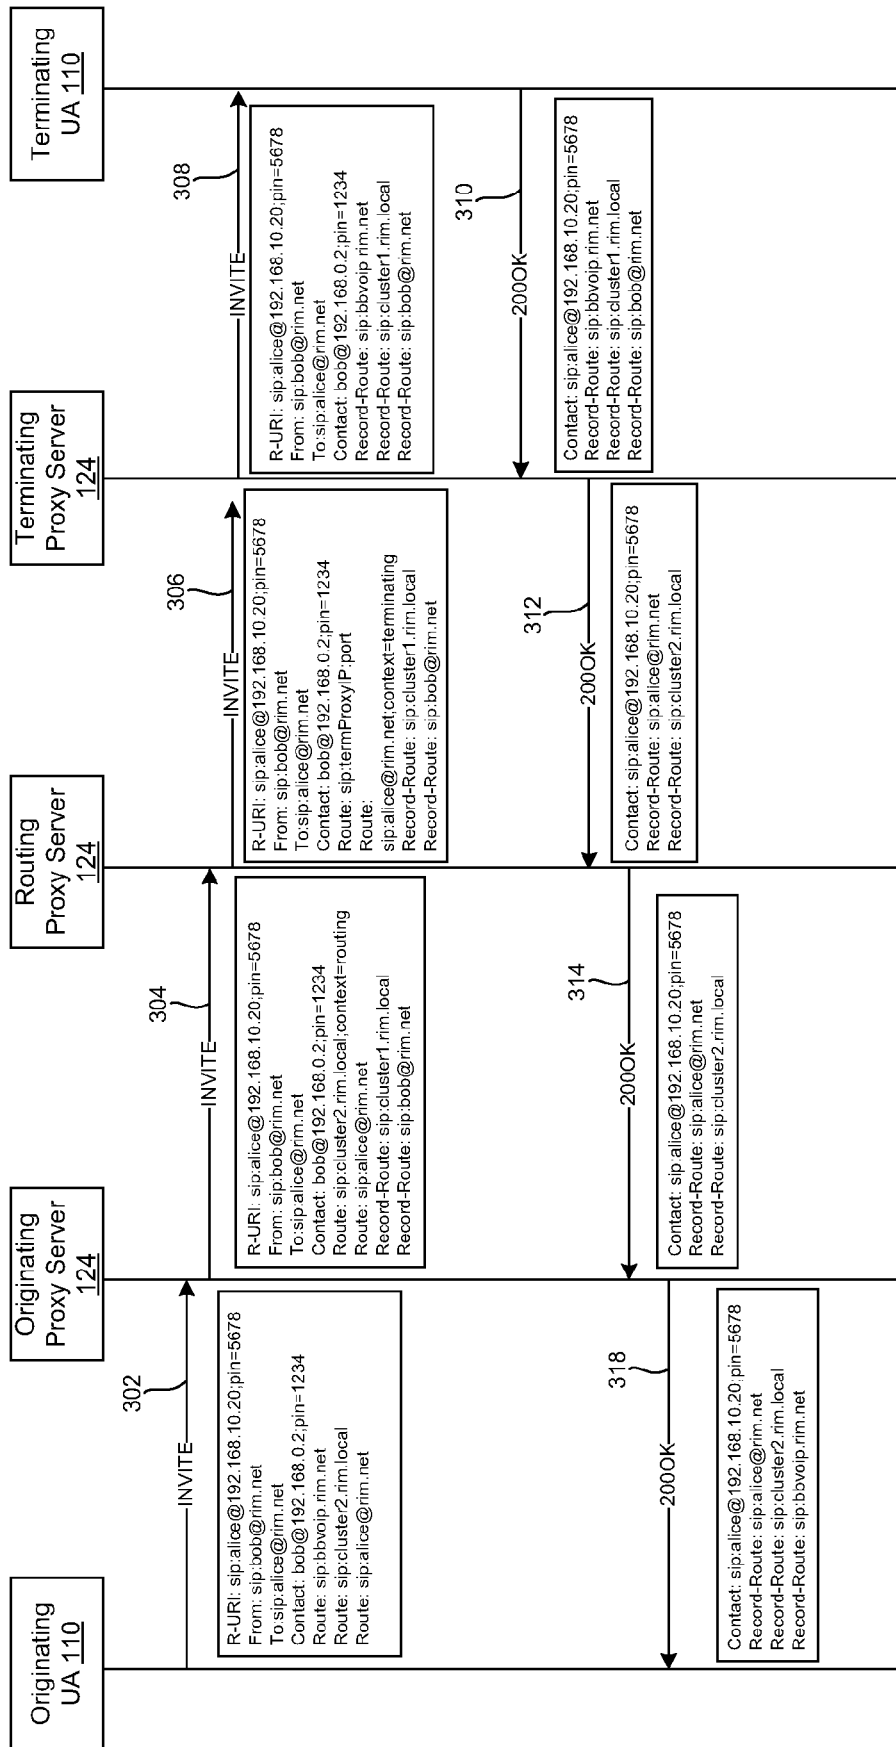 Originating
UA 110
Originating
Proxy Server
124
Routing
Proxy Server
124
Terminating
Proxy Server
124
Terminating
UA 110
302
INVITE
R-URI: sip:alice@192.168.10.20;pin=5678
From: sip:bob@rim.net
To:sip:alice@rim.net
Contact: bob@192.168.0.2;pin=1234
Route: sip:bbvoip.rim.net
Route: sip:cluster2.rim.local
Route: sip:alice@rim.net
304
INVITE
R-URI: sip:alice@192.168.10.20;pin=5678
From: sip:bob@rim.net
To:sip:alice@rim.net
Contact: bob@192.168.0.2;pin=1234
Route: sip:cluster2.rim.local;context=routing
Route: sip:alice@rim.net
Record-Route: sip:cluster1.rim.local
Record-Route: sip:bob@rim.net
306
INVITE
R-URI: sip:alice@192.168.10.20;pin=5678
From: sip:bob@rim.net
To:sip:alice@rim.net
Contact: bob@192.168.0.2;pin=1234
Route: sip:termProxyIP:port
Route:
sip:alice@rim.net;context=terminating
Record-Route: sip:cluster1.rim.local
Record-Route: sip:bob@rim.net
308
INVITE
R-URI: sip:alice@192.168.10.20;pin=5678
From: sip:bob@rim.net
To:sip:alice@rim.net
Contact: bob@192.168.0.2;pin=1234
Record-Route: sip:bbvoip.rim.net
Record-Route: sip:cluster1.rim.local
Record-Route: sip:bob@rim.net
310
200OK
Contact: sip:alice@192.168.10.20;pin=5678
Record-Route: sip:bbvoip.rim.net
Record-Route: sip:cluster1.rim.local
Record-Route: sip:bob@rim.net
312
200OK
Contact: sip:alice@192.168.10.20;pin=5678
Record-Route: sip:alice@rim.net
Record-Route: sip:cluster2.rim.local
314
200OK
Contact: sip:alice@192.168.10.20;pin=5678
Record-Route: sip:alice@rim.net
Record-Route: sip:cluster2.rim.local
318
200OK
Contact: sip:alice@192.168.10.20;pin=5678
Record-Route: sip:alice@rim.net
Record-Route: sip:cluster2.rim.local
Record-Route: sip:bbvoip.rim.net